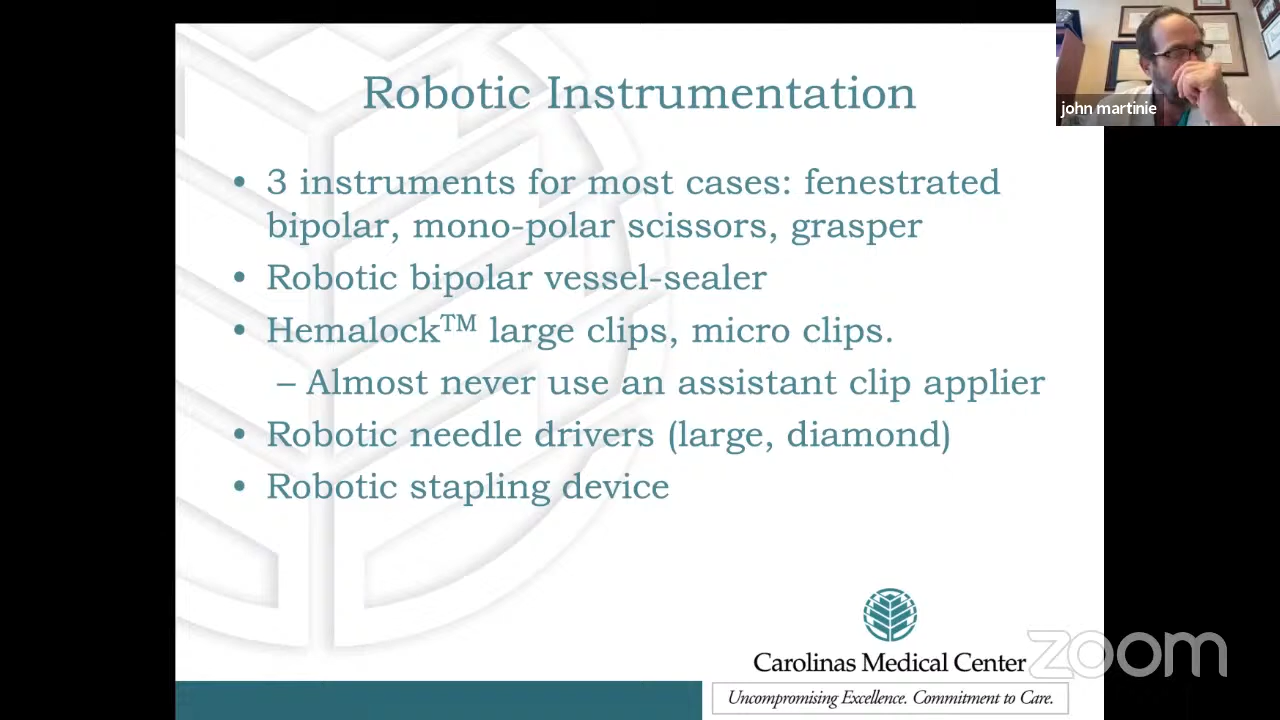 Robotic Instrumentation
john martinie
• 3 instruments for most cases: fenestrated
bipolar, mono-polar scissors, grasper
• Robotic bipolar vessel-sealer
• Hemalock™ large clips, micro clips.
– Almost never use an assistant clip applier
• Robotic needle drivers (large, diamond)
• Robotic stapling device
Carolinas Medical Center
zoom
Uncompromising Excellence. Commitment to Care.